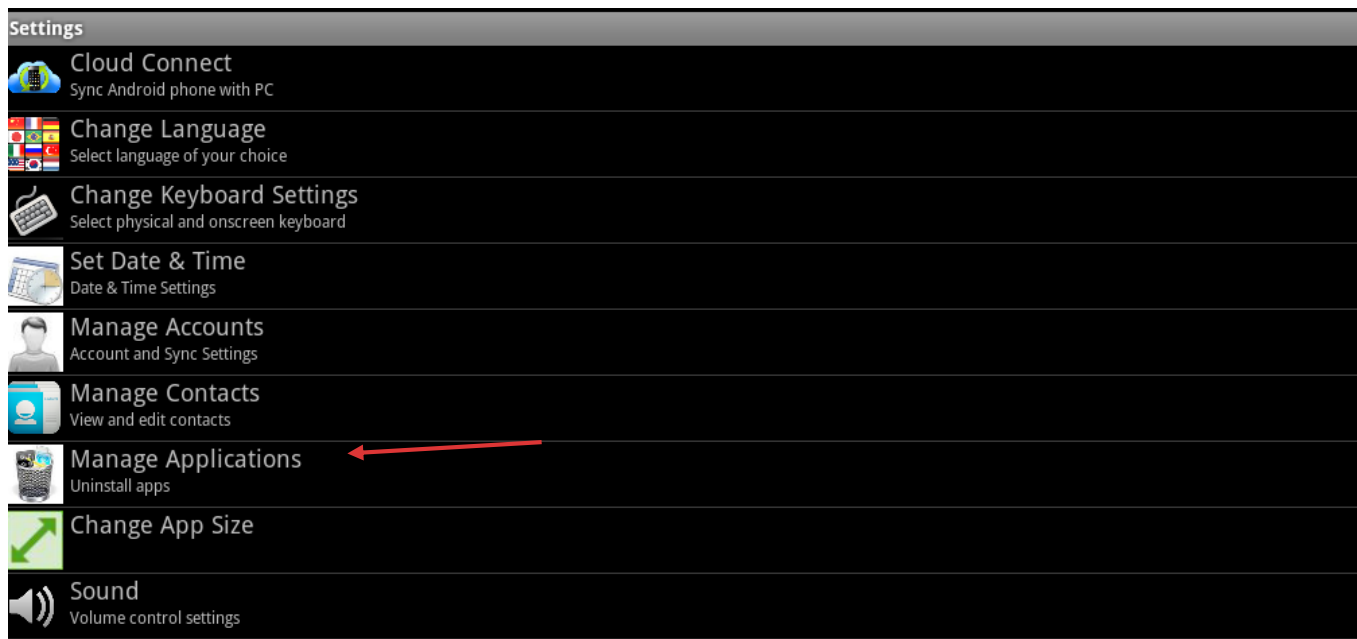 Settings
Cloud Connect
Sync Android phone with PC
Change Language
Select language of your choice
Change Keyboard Settings
Select physical and onscreen keyboard
Set Date & Time
Date & Time Settings
Manage Accounts
Account and Sync Settings
Manage Contacts
View and edit contacts
Manage Applications
Uninstall apps
Change App Size
Sound
Volume control settings